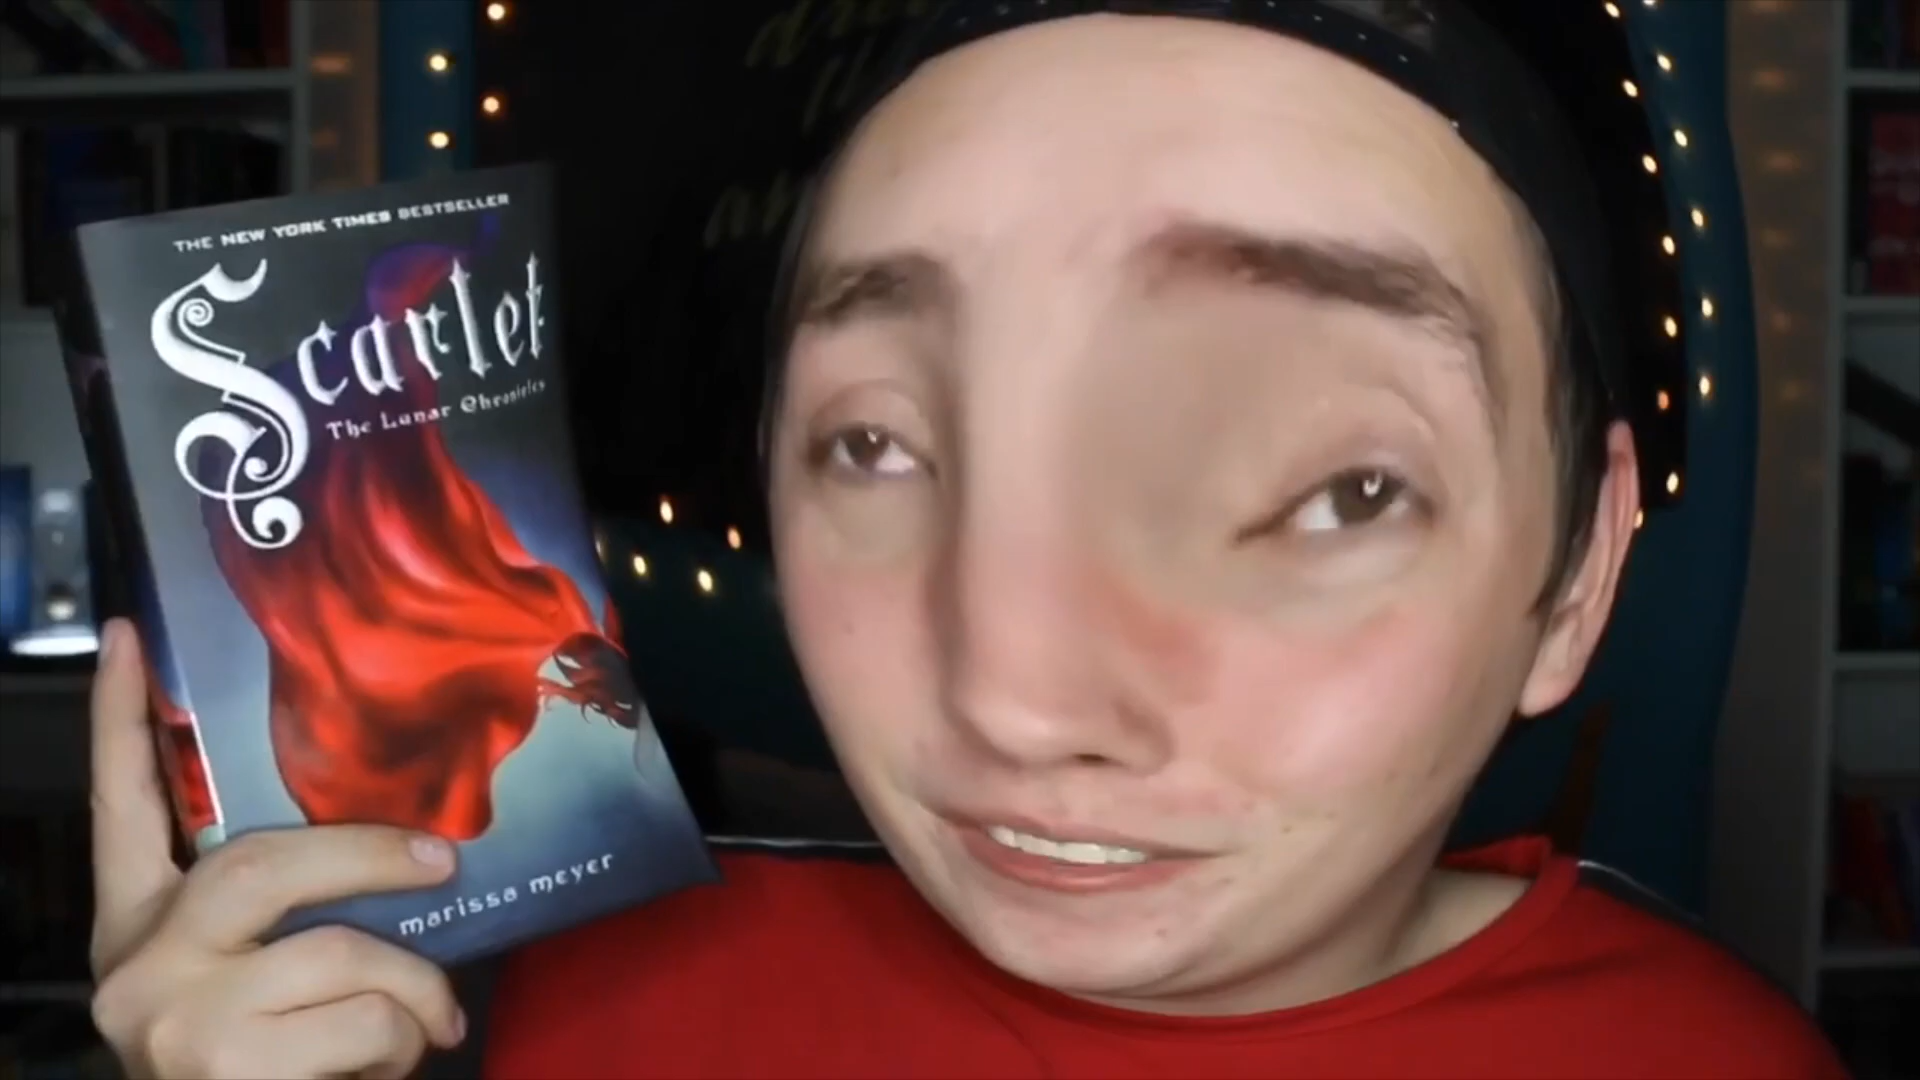 THE NEW YORK TIMES BESTSELLER
Scarlet
The Lunar Chronicles
marissa meyer